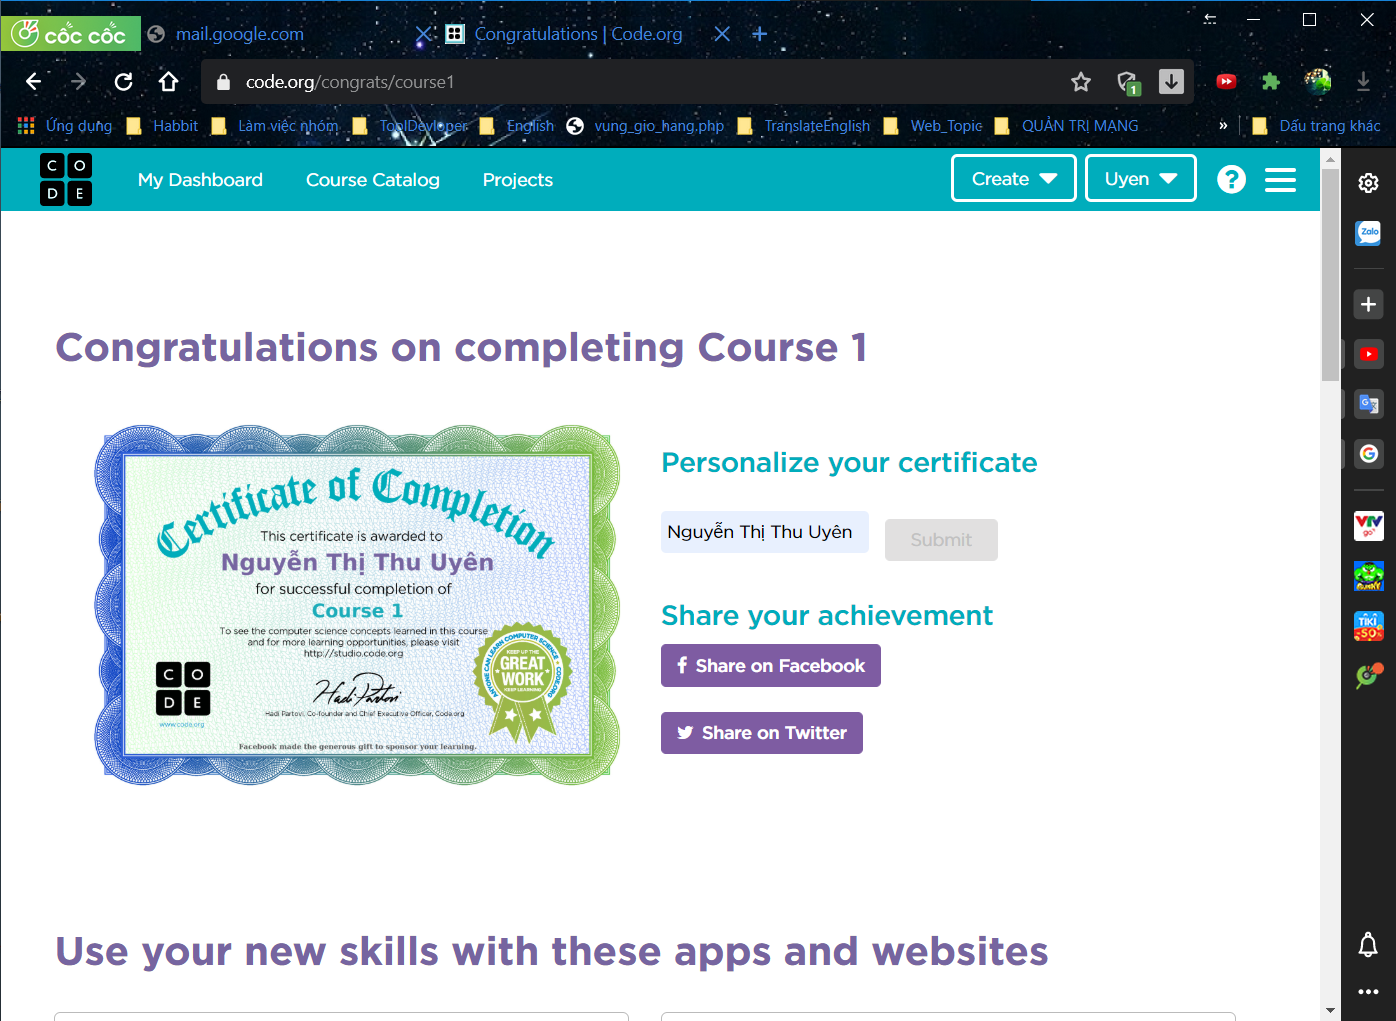 cốc cốc
mail.google.com
Congratulations | Code.org
code.org/congrats/course1
1
Ứng dụng
Habbit
Làm việc nhóm
ToolDevloper
English
vung_gio_hang.php
TranslateEnglish
Web_Topic
QUẢN TRỊ MẠNG
»
Dấu trang khác
C O
D E
My Dashboard
Course Catalog
Projects
Create
Uyen
?
Zalo
Congratulations on completing Course 1
Certificate of Completion
This certificate is awarded to
Nguyễn Thị Thu Uyên
for successful completion of
Course 1
To see the computer science concepts learned in this course
and for more learning opportunities, please visit
http://studio.code.org
C O
D E
www.code.org
Hadi Partovi
Hadi Partovi, Co-founder and Chief Executive Officer, Code.org
ANYONE CAN LEARN COMPUTER SCIENCE • CODE.ORG
KEEP UP THE
GREAT
WORK
KEEP LEARNING
Facebook made the generous gift to sponsor your learning.
Personalize your certificate
Nguyễn Thị Thu Uyên
Submit
Share your achievement
f Share on Facebook
Share on Twitter
G
G
VTV
go
GUNNY
TIKI
-50%
Use your new skills with these apps and websites